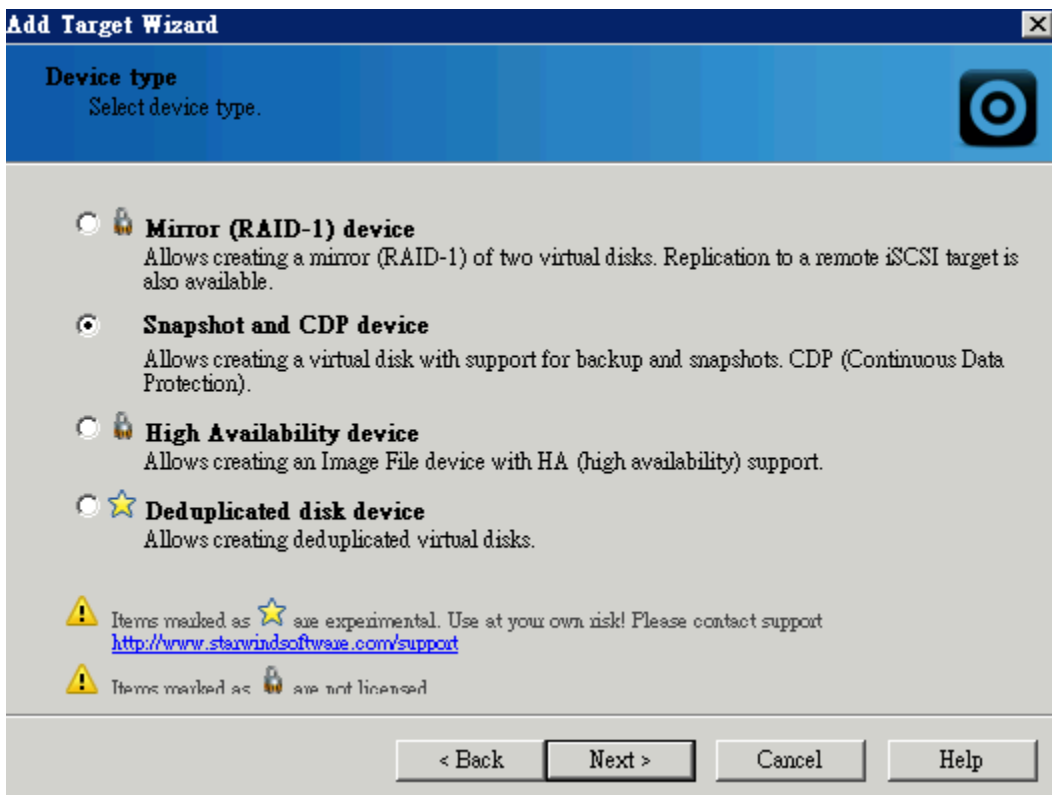 Add Target Wizard
Device type
Select device type.
Mirror (RAID-1) device
Allows creating a mirror (RAID-1) of two virtual disks. Replication to a remote iSCSI target is
also available.
Snapshot and CDP device
Allows creating a virtual disk with support for backup and snapshots. CDP (Continuous Data
Protection).
High Availability device
Allows creating an Image File device with HA (high availability) support.
Deduplicated disk device
Allows creating deduplicated virtual disks.
Items marked as are experimental. Use at your own risk! Please contact support
http://www.starwindsoftware.com/support
Items marked as are not licensed
< Back
Next >
Cancel
Help